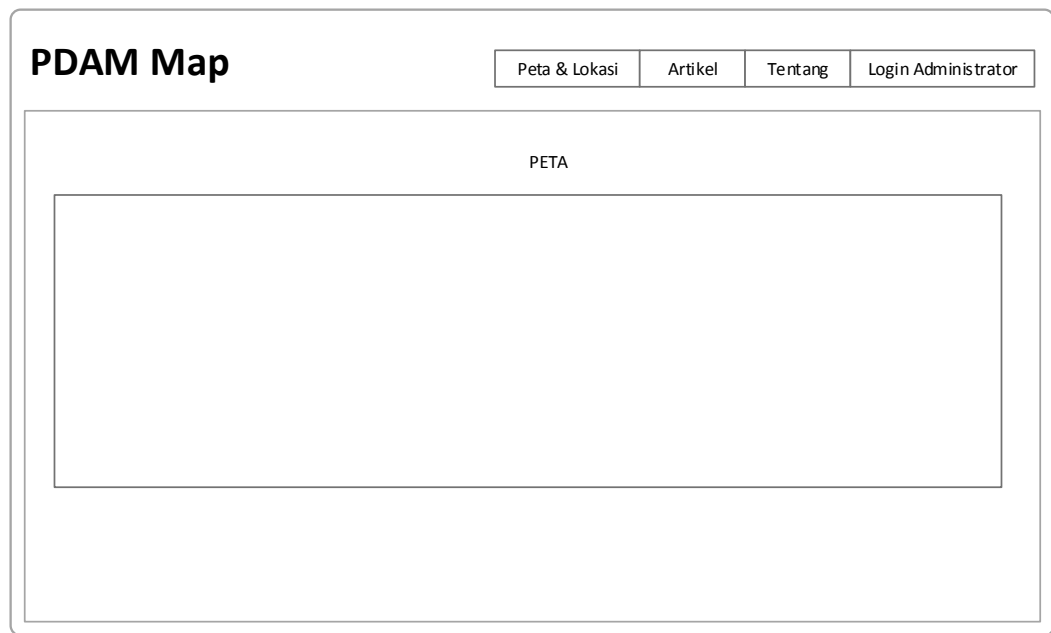 PDAM Map
Peta & Lokasi
Artikel
Tentang
Login Administrator
PETA